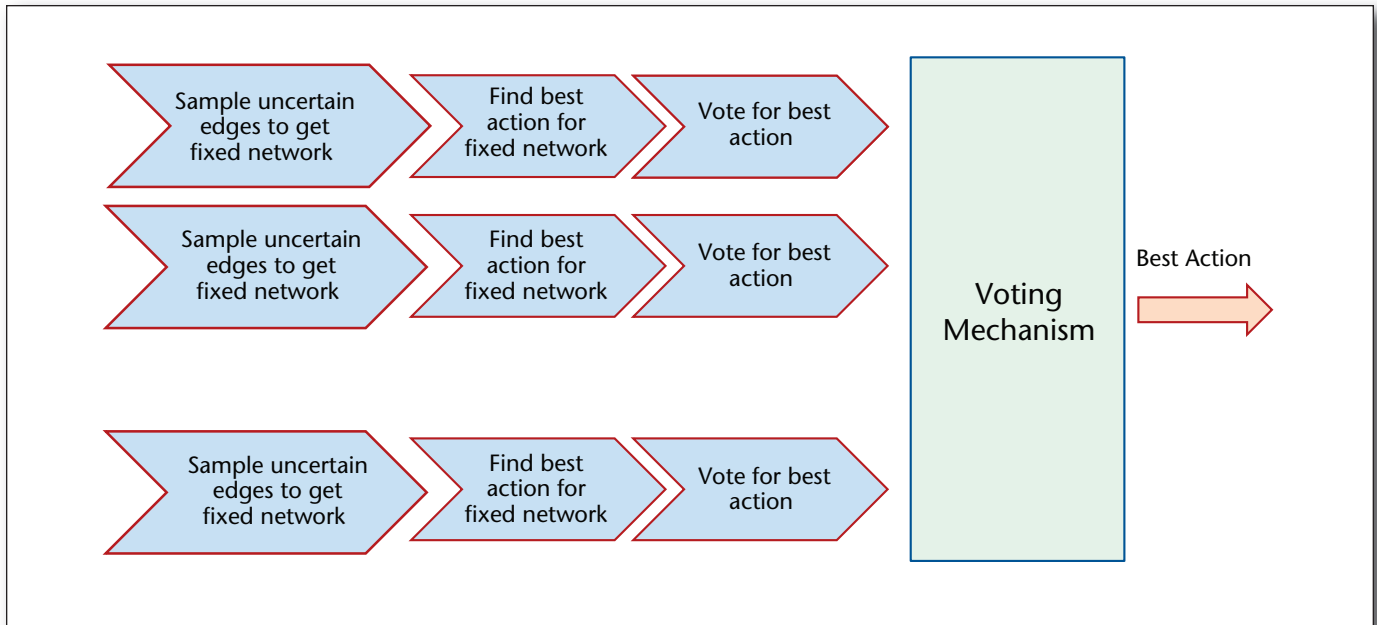 Sample uncertain
edges to get
fixed network
Find best
action for
fixed network
Vote for best
action
Sample uncertain
edges to get
fixed network
Find best
action for
fixed network
Vote for best
action
Sample uncertain
edges to get
fixed network
Find best
action for
fixed network
Vote for best
action
Voting
Mechanism
Best Action